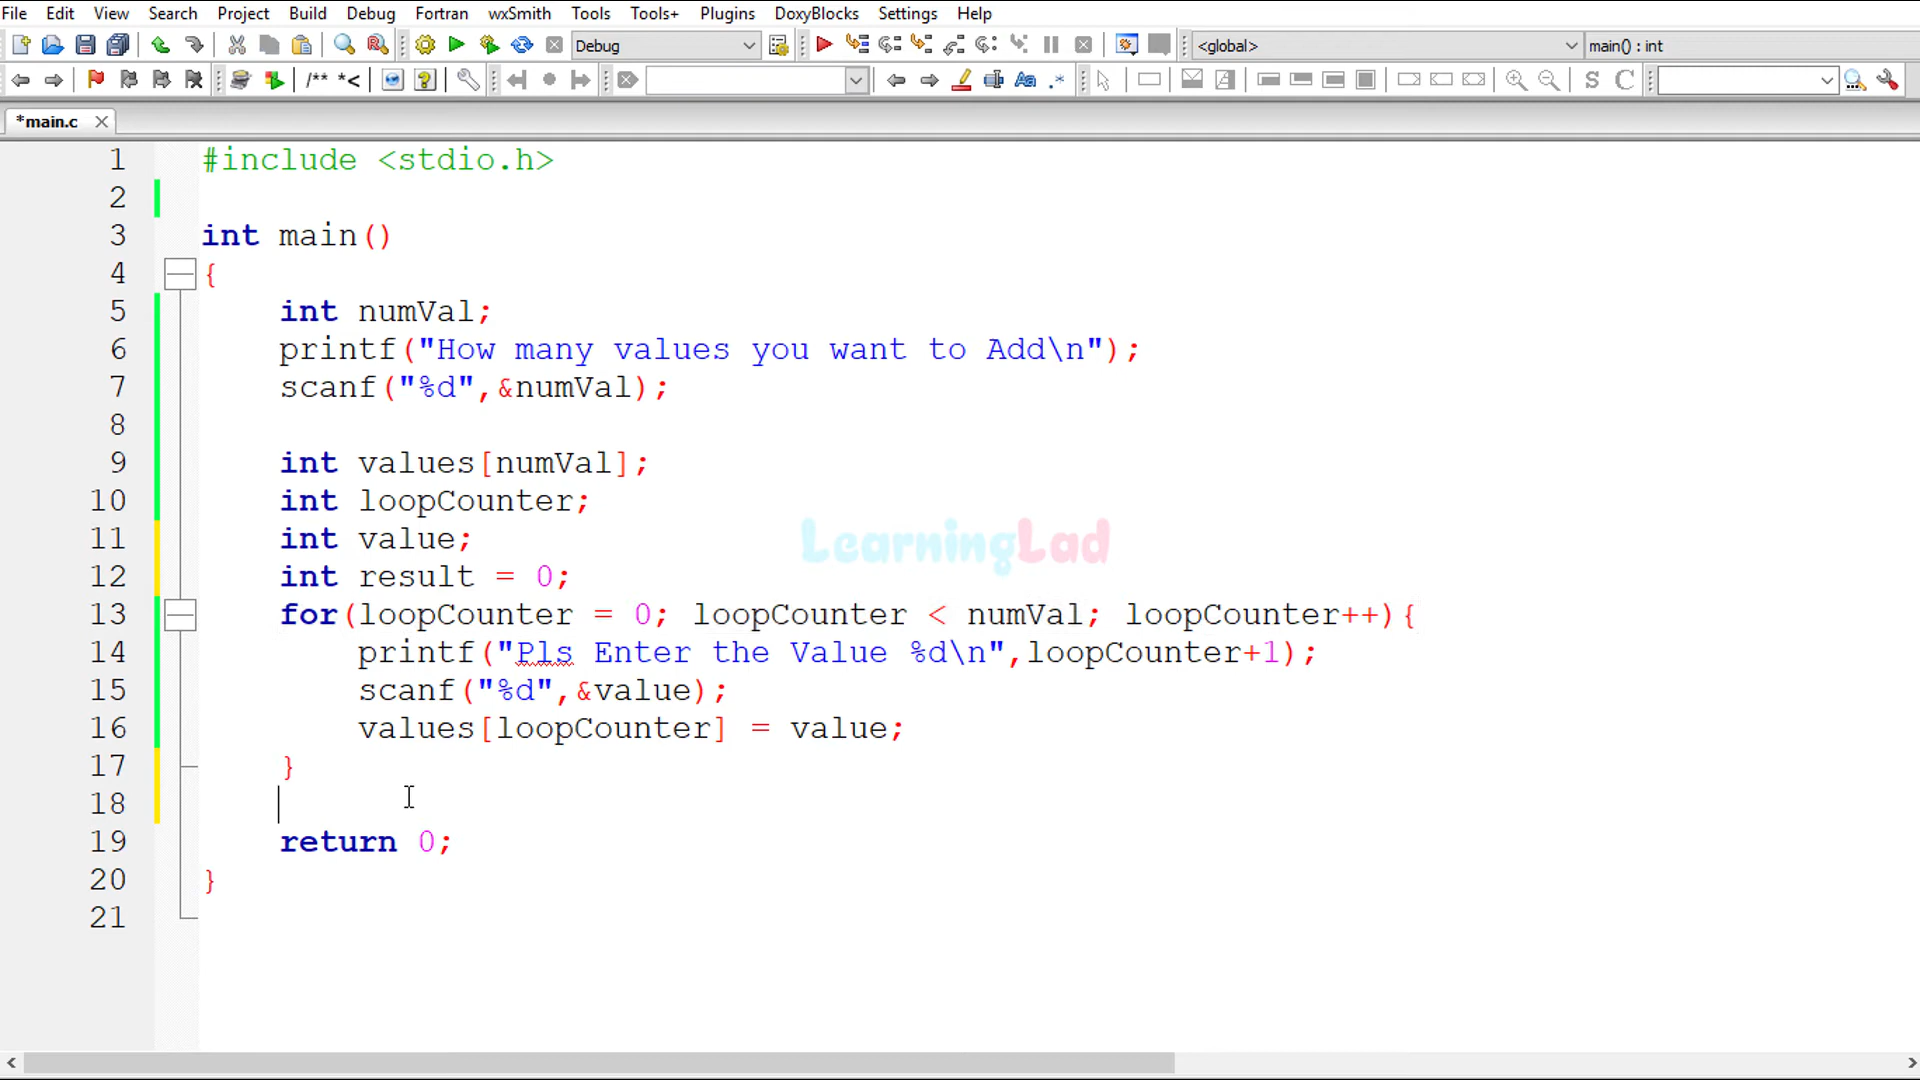 File Edit View Search Project Build Debug Fortran wxSmith Tools Tools+ Plugins DoxyBlocks Settings Help
Debug <global> main() : int
/** *< Aa .* S C
*main.c
1 #include <stdio.h>
2
3 int main()
4 {
5 int numVal;
6 printf("How many values you want to Add\n");
7 scanf("%d",&numVal);
8
9 int values[numVal];
10 int loopCounter;
11 int value;
12 int result = 0;
13 for(loopCounter = 0; loopCounter < numVal; loopCounter++){
14 printf("Pls Enter the Value %d\n",loopCounter+1);
15 scanf("%d",&value);
16 values[loopCounter] = value;
17 }
18
19 return 0;
20 }
21
LearningLad